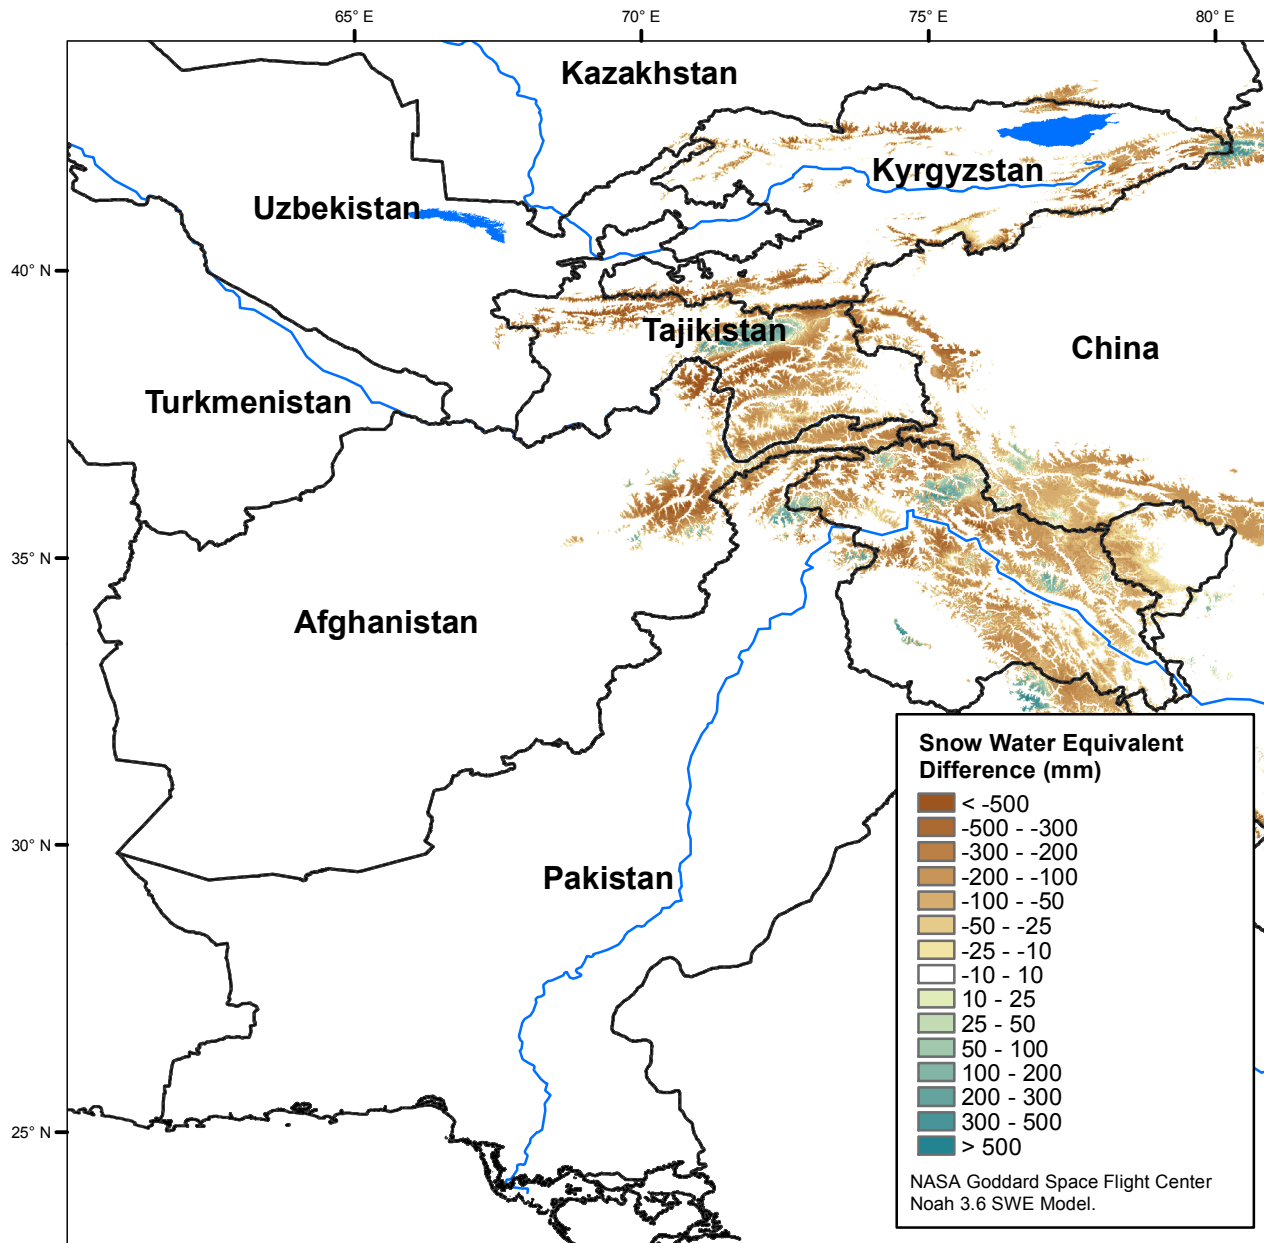 65° E
70° E
75° E
80° E
Kazakhstan
Kyrgyzstan
Uzbekistan
40° N
Tajikistan
China
Turkmenistan
35° N
Afghanistan
30° N
Pakistan
25° N
Snow Water Equivalent
Difference (mm)
< -500
-500 - -300
-300 - -200
-200 - -100
-100 - -50
-50 - -25
-25 - -10
-10 - 10
10 - 25
25 - 50
50 - 100
100 - 200
200 - 300
300 - 500
> 500
NASA Goddard Space Flight Center
Noah 3.6 SWE Model.